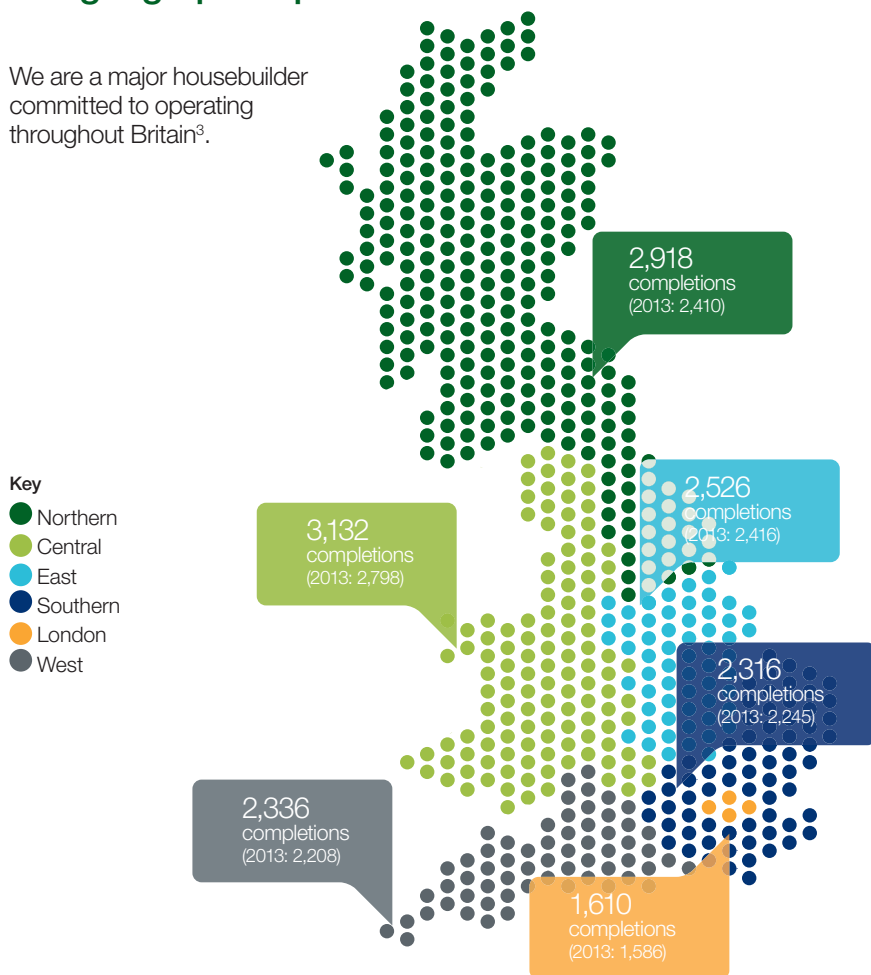 We are a major housebuilder
committed to operating
throughout Britain³.
2,918
completions
(2013: 2,410)
2,526
completions
(2013: 2,416)
Key
Northern
Central
East
Southern
London
West
3,132
completions
(2013: 2,798)
2,316
completions
(2013: 2,245)
2,336
completions
(2013: 2,208)
1,610
completions
(2013: 1,586)